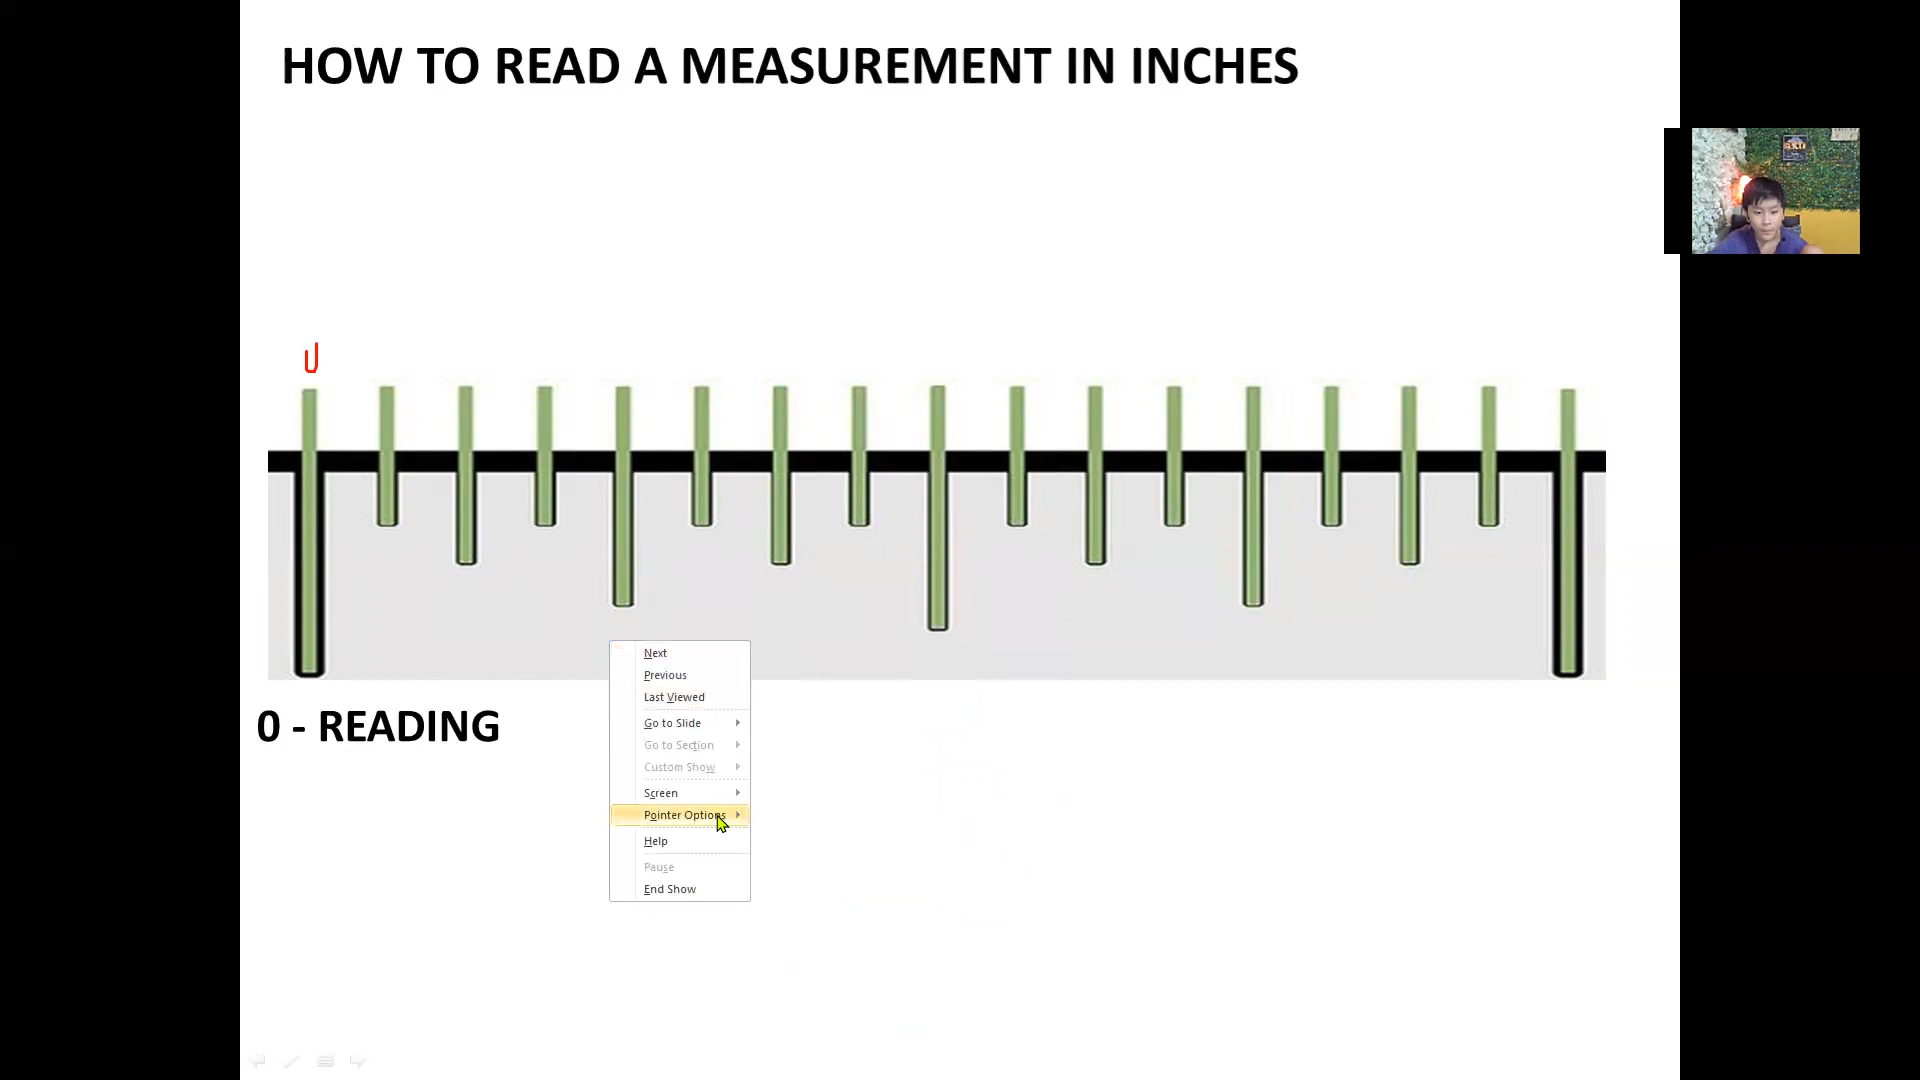 HOW TO READ A MEASUREMENT IN INCHES
0 - READING
Next
Previous
Last Viewed
Go to Slide
Go to Section
Custom Show
Screen
Pointer Options
Help
Pause
End Show